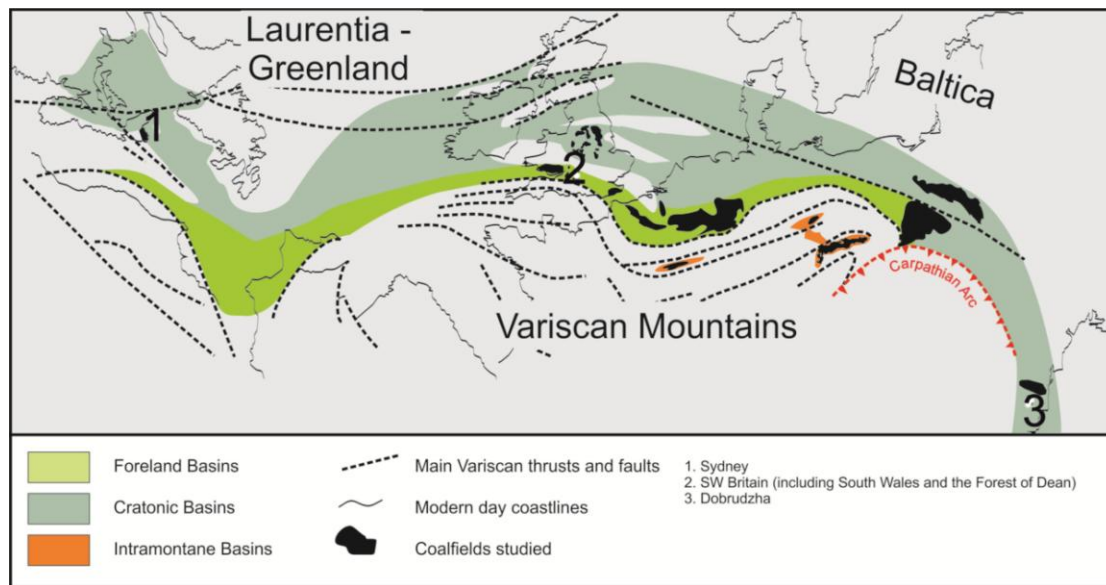 Laurentia -
Greenland
Baltica
1
2
Carpathian Arc
Variscan Mountains
3
Foreland Basins
Cratonic Basins
Intramontane Basins
Main Variscan thrusts and faults
Modern day coastlines
Coalfields studied
1. Sydney
2. SW Britain (including South Wales and the Forest of Dean)
3. Dobrudzha